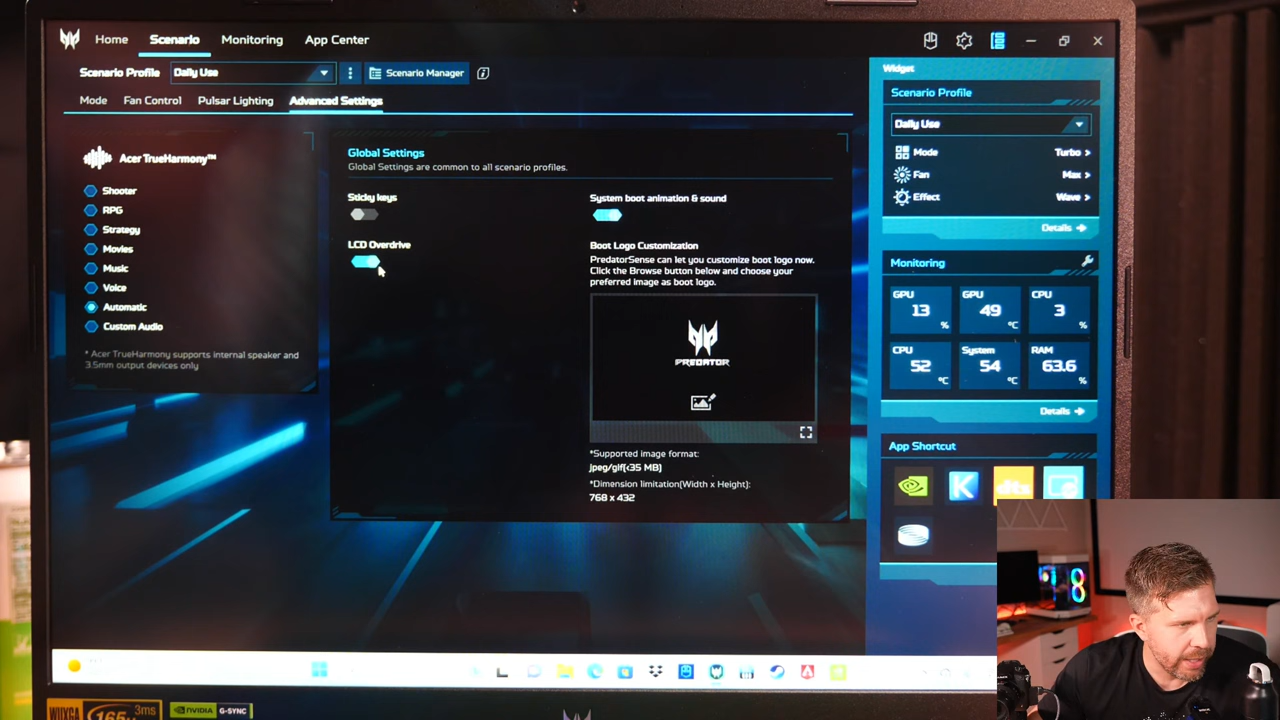 Home
Scenario
Monitoring
App Center
Scenario Profile
Daily Use
Scenario Manager
Mode
Fan Control
Pulsar Lighting
Advanced Settings
Acer TrueHarmony™
Shooter
RPG
Strategy
Movies
Music
Voice
Automatic
Custom Audio
* Acer TrueHarmony supports internal speaker and
3.5mm output devices only
Global Settings
Global Settings are common to all scenario profiles.
Sticky keys
LCD Overdrive
System boot animation & sound
Boot Logo Customization
PredatorSense can let you customize boot logo now.
Click the Browse button below and choose your
preferred image as boot logo.
PREDATOR
*Supported image format:
jpeg/gif(<35 MB)
*Dimension limitation(Width x Height):
768 x 432
Widget
Scenario Profile
Daily Use
Mode
Turbo >
Fan
Max >
Effect
Wave >
Details
Monitoring
GPU
13
%
GPU
49
°C
CPU
3
%
CPU
52
°C
System
54
°C
RAM
63.6
%
Details
App Shortcut
K
dts
WUXGA
165
3ms
NVIDIA
G-SYNC